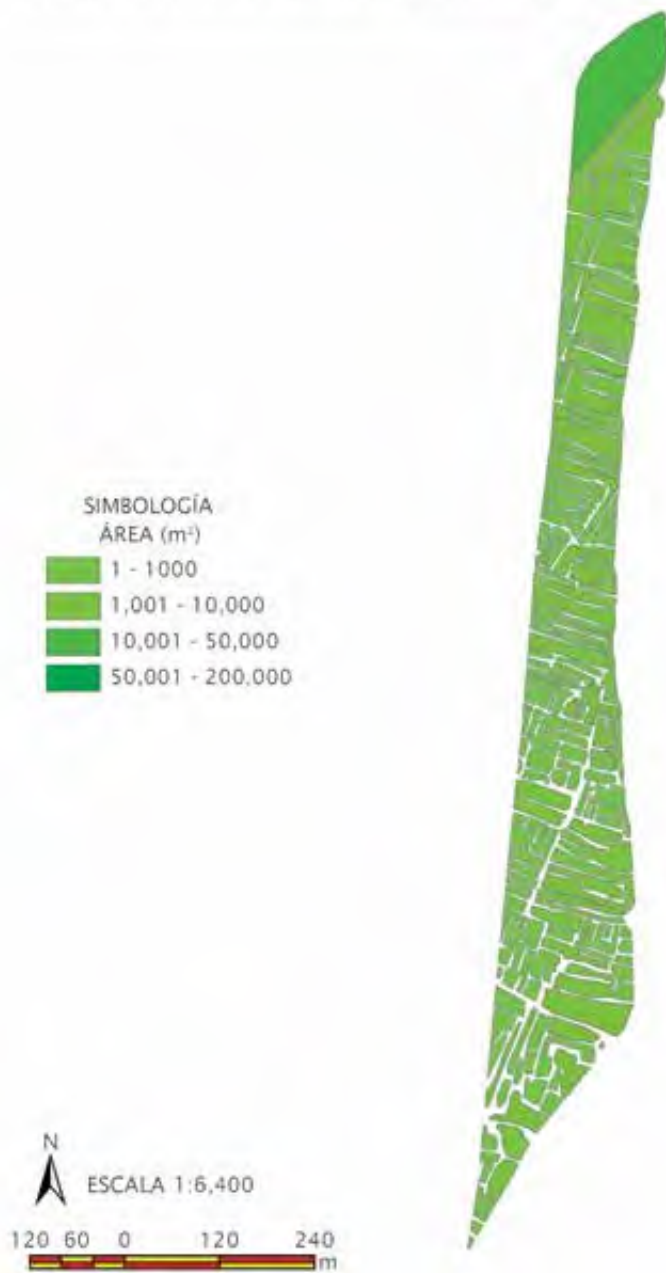 SIMBOLOGÍA
ÁREA (m²)
1 - 1000
1,001 - 10,000
10,001 - 50,000
50,001 - 200,000
N
ESCALA 1:6,400
120 60 0 120 240
m